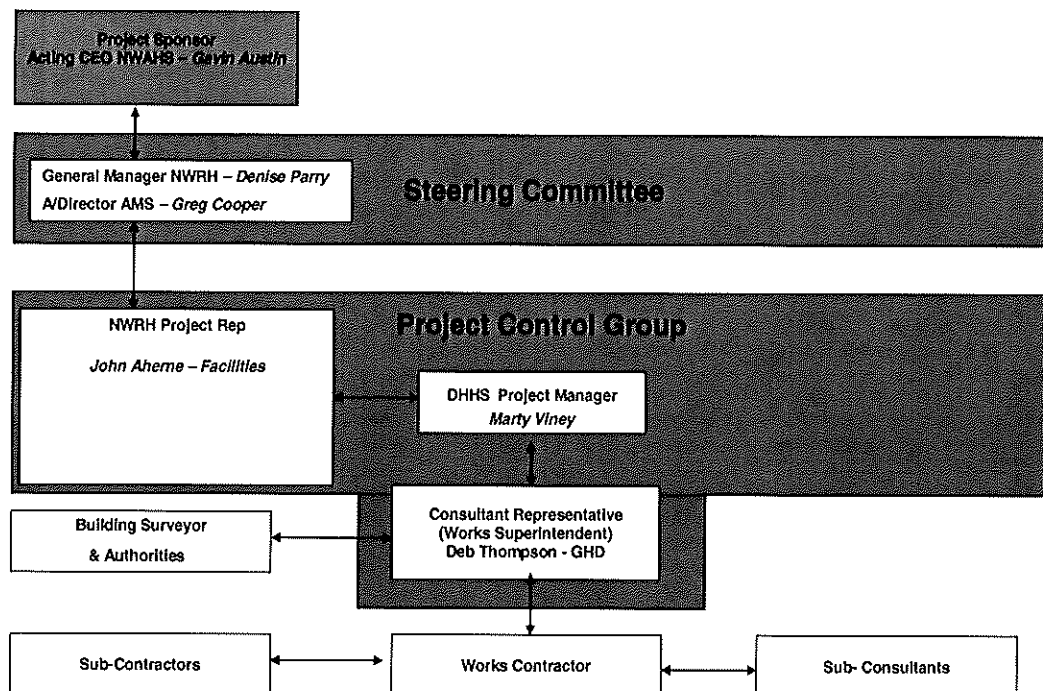 Project Sponsor
Acting CEO NWAHS – Gavin Austin
General Manager NWRH – Denise Parry
A/Director AMS – Greg Cooper
Steering Committee
NWRH Project Rep
John Aherne – Facilities
Project Control Group
DHHS Project Manager
Marty Viney
Consultant Representative
(Works Superintendent)
Deb Thompson - GHD
Building Surveyor
& Authorities
Sub-Contractors
Works Contractor
Sub- Consultants